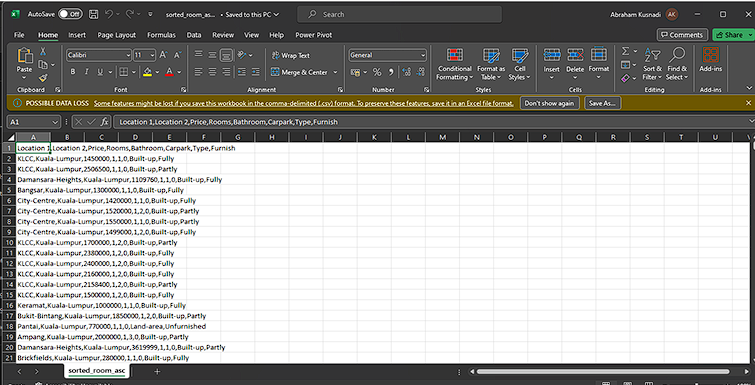 AutoSave Off sorted_room_as... • Saved to this PC Search Abraham Kusnadi AK
File Home Insert Page Layout Formulas Data Review View Help Power Pivot Comments Share
Paste Calibri 11 A A Wrap Text General Conditional Format as Cell Insert Delete Format Sort & Find & Add-ins
B I U A Merge & Center $ % Formatting Table Styles Filter Select
Clipboard Font Alignment Number Styles Cells Editing Add-ins
POSSIBLE DATA LOSS Some features might be lost if you save this workbook in the comma-delimited (.csv) format. To preserve these features, save it in an Excel file format. Don't show again Save As...
A1 fx Location 1,Location 2,Price,Rooms,Bathroom,Carpark,Type,Furnish
A B C D E F G H I J K L M N O P Q R S T U V
1 Location 1,Location 2,Price,Rooms,Bathroom,Carpark,Type,Furnish
2 KLCC,Kuala-Lumpur,1450000,1,1,0,Built-up,Fully
3 KLCC,Kuala-Lumpur,2506500,1,1,0,Built-up,Partly
4 Damansara-Heights,Kuala-Lumpur,1109760,1,1,0,Built-up,Fully
5 Bangsar,Kuala-Lumpur,1300000,1,1,0,Built-up,Fully
6 City-Centre,Kuala-Lumpur,1420000,1,1,0,Built-up,Fully
7 City-Centre,Kuala-Lumpur,1520000,1,2,0,Built-up,Partly
8 City-Centre,Kuala-Lumpur,1550000,1,1,0,Built-up,Partly
9 City-Centre,Kuala-Lumpur,1499000,1,2,0,Built-up,Fully
10 KLCC,Kuala-Lumpur,1700000,1,2,0,Built-up,Partly
11 KLCC,Kuala-Lumpur,2380000,1,1,0,Built-up,Fully
12 KLCC,Kuala-Lumpur,2400000,1,2,0,Built-up,Fully
13 KLCC,Kuala-Lumpur,2160000,1,1,0,Built-up,Fully
14 KLCC,Kuala-Lumpur,2158400,1,2,0,Built-up,Partly
15 KLCC,Kuala-Lumpur,1500000,1,2,0,Built-up,Fully
16 Keramat,Kuala-Lumpur,1000000,1,1,0,Built-up,Fully
17 Bukit-Bintang,Kuala-Lumpur,1850000,1,2,0,Built-up,Partly
18 Pantai,Kuala-Lumpur,770000,1,1,0,Land-area,Unfurnished
19 Ampang,Kuala-Lumpur,2000000,1,3,0,Built-up,Partly
20 Damansara-Heights,Kuala-Lumpur,3619999,1,1,0,Built-up,Partly
21 Brickfields,Kuala-Lumpur,280000,1,1,0,Built-up,Fully
sorted_room_asc